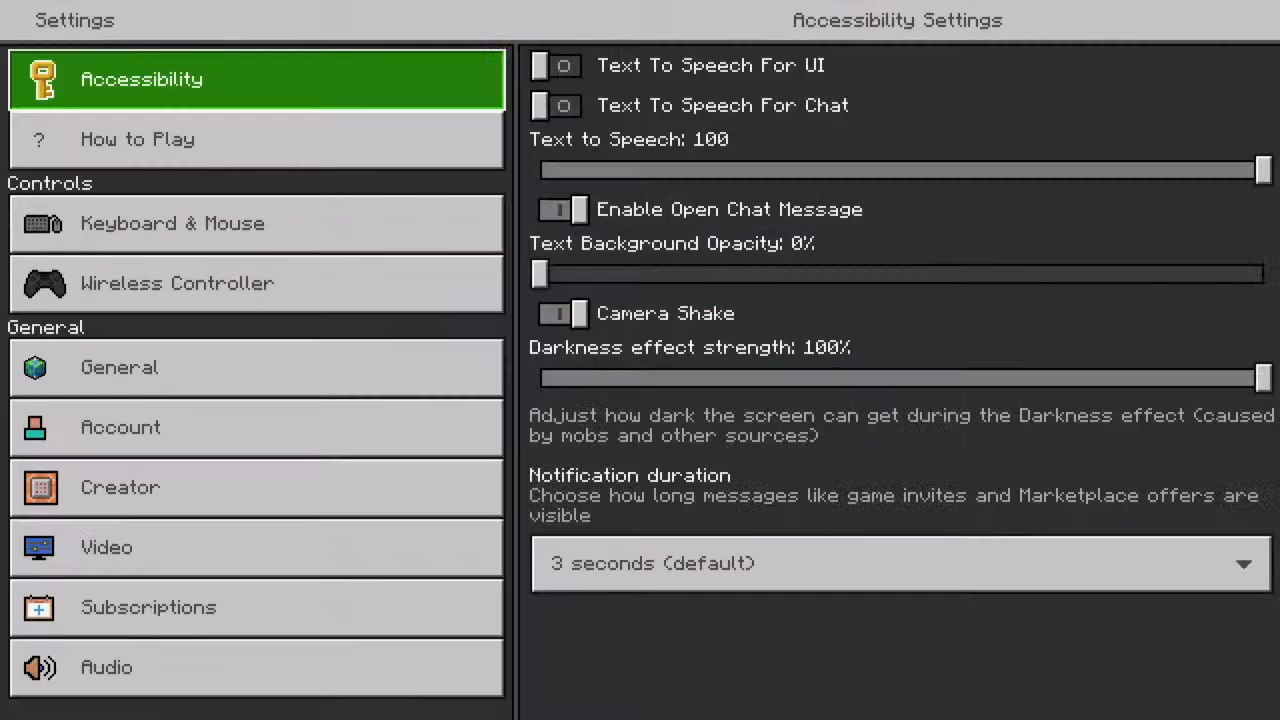 Settings
Accessibility Settings
Accessibility
? How to Play
Controls
Keyboard & Mouse
Wireless Controller
General
General
Account
Creator
Video
Subscriptions
Audio
Text To Speech For UI
Text To Speech For Chat
Text to Speech: 100
Enable Open Chat Message
Text Background Opacity: 0%
Camera Shake
Darkness effect strength: 100%
Adjust how dark the screen can get during the Darkness effect (caused
by mobs and other sources)
Notification duration
Choose how long messages like game invites and Marketplace offers are
visible
3 seconds (default)